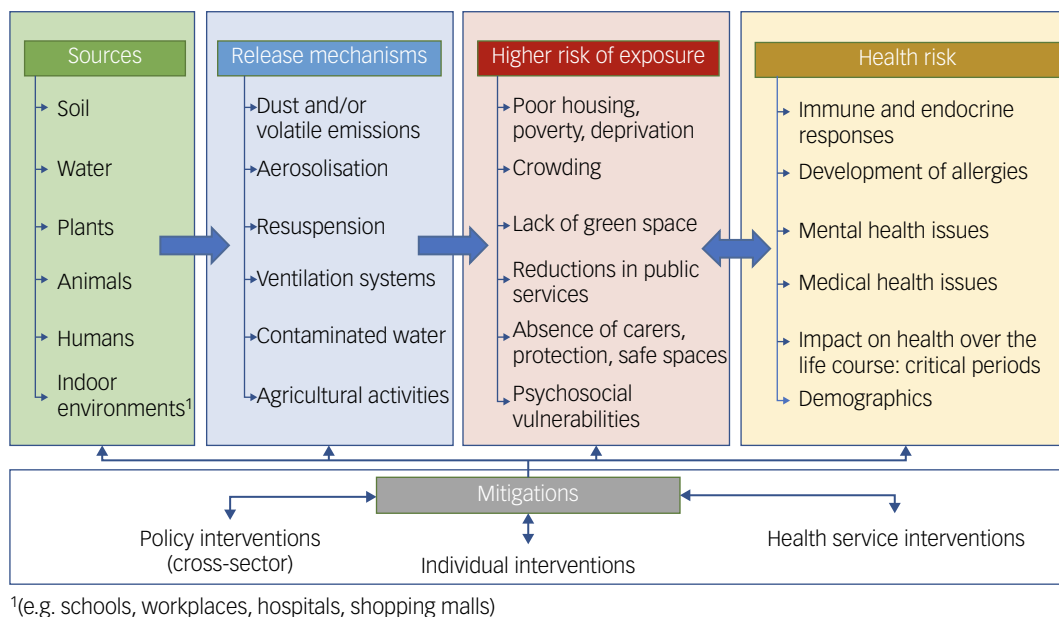 Sources
Soil
Water
Plants
Animals
Humans
Indoor
environments¹
Release mechanisms
Dust and/or
volatile emissions
Aerosolisation
Resuspension
Ventilation systems
Contaminated water
Agricultural activities
Higher risk of exposure
Poor housing,
poverty, deprivation
Crowding
Lack of green space
Reductions in public
services
Absence of carers,
protection, safe spaces
Psychosocial
vulnerabilities
Health risk
Immune and endocrine
responses
Development of allergies
Mental health issues
Medical health issues
Impact on health over the
life course: critical periods
Demographics
Mitigations
Policy interventions
(cross-sector)
Individual interventions
Health service interventions
¹(e.g. schools, workplaces, hospitals, shopping malls)